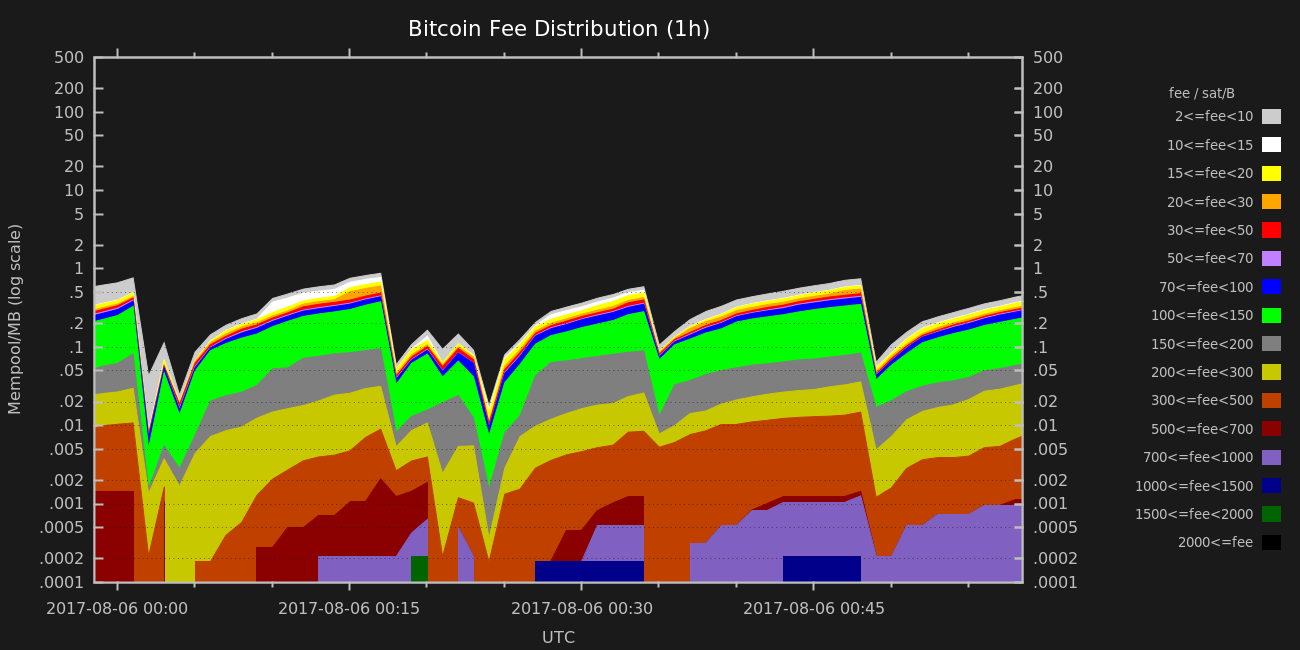 Bitcoin Fee Distribution (1h)
500 500
200 200
100 100
50 50
20 20
10 10
5 5
2 2
1 1
.5 .5
.2 .2
.1 .1
.05 .05
.02 .02
.01 .01
.005 .005
.002 .002
.001 .001
.0005 .0005
.0002 .0002
.0001 .0001
Mempool/MB (log scale)
2017-08-06 00:00 2017-08-06 00:15 2017-08-06 00:30 2017-08-06 00:45
UTC
fee / sat/B
2<=fee<10
10<=fee<15
15<=fee<20
20<=fee<30
30<=fee<50
50<=fee<70
70<=fee<100
100<=fee<150
150<=fee<200
200<=fee<300
300<=fee<500
500<=fee<700
700<=fee<1000
1000<=fee<1500
1500<=fee<2000
2000<=fee